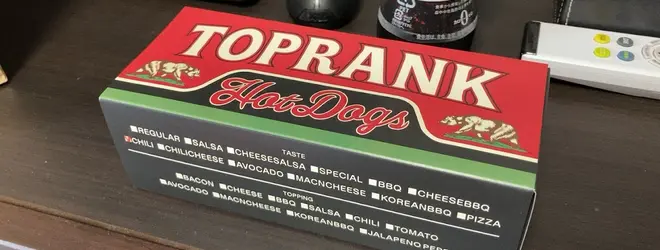 TOPRANK
Hot Dogs
TASTE
REGULAR SALSA CHEESESALSA SPECIAL BBQ CHEESEBBQ
CHILI CHILICHEESE AVOCADO MACNCHEESE KOREANBBQ PIZZA
TOPPING
BACON CHEESE BBQ SALSA CHILI TOMATO
AVOCADO MACNCHEESE KOREANBBQ